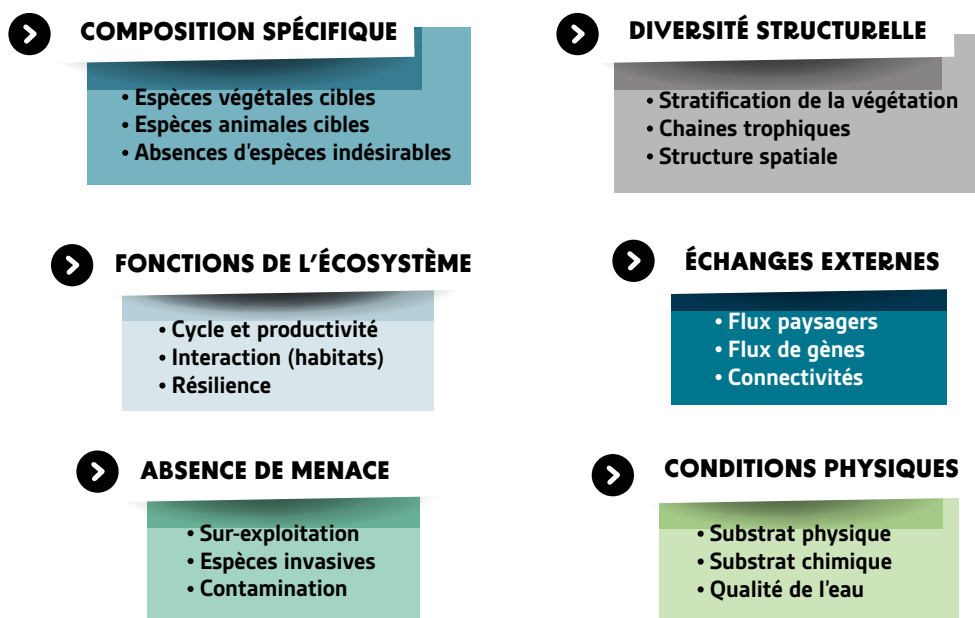 COMPOSITION SPÉCIFIQUE
• Espèces végétales cibles
• Espèces animales cibles
• Absences d'espèces indésirables
DIVERSITÉ STRUCTURELLE
• Stratification de la végétation
• Chaines trophiques
• Structure spatiale
FONCTIONS DE L'ÉCOSYSTÈME
• Cycle et productivité
• Interaction (habitats)
• Résilience
ÉCHANGES EXTERNES
• Flux paysagers
• Flux de gènes
• Connectivités
ABSENCE DE MENACE
• Sur-exploitation
• Espèces invasives
• Contamination
CONDITIONS PHYSIQUES
• Substrat physique
• Substrat chimique
• Qualité de l'eau